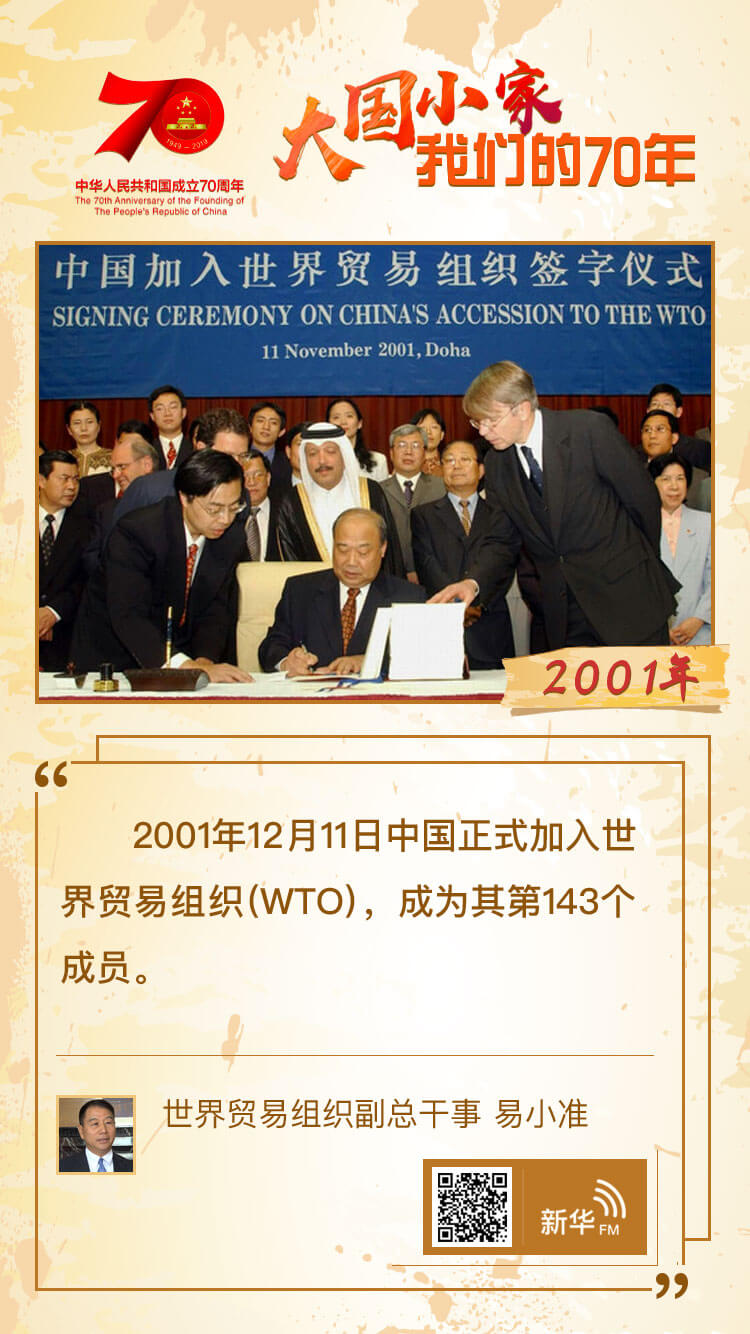 70
1949 — 2019
中华人民共和国成立70周年
The 70th Anniversary of the Founding of
The People's Republic of China
大国小家
我们的70年
中国加入世界贸易组织签字仪式
SIGNING CEREMONY ON CHINA'S ACCESSION TO THE WTO
11 November 2001, Doha
2001年
“
2001年12月11日中国正式加入世
界贸易组织(WTO)，成为其第143个
成员。
世界贸易组织副总干事 易小准
新华 FM
”